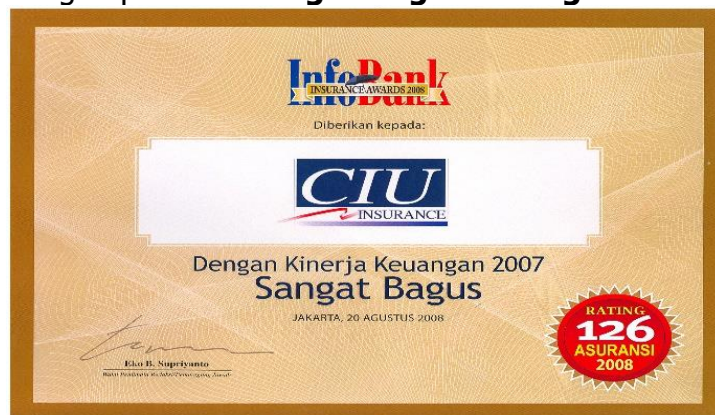 InfoBank
INSURANCE AWARDS 2008
Diberikan kepada:
CIU
INSURANCE
Dengan Kinerja Keuangan 2007
Sangat Bagus
JAKARTA, 20 AGUSTUS 2008
Eko B. Supriyanto
RATING
126
ASURANSI
2008